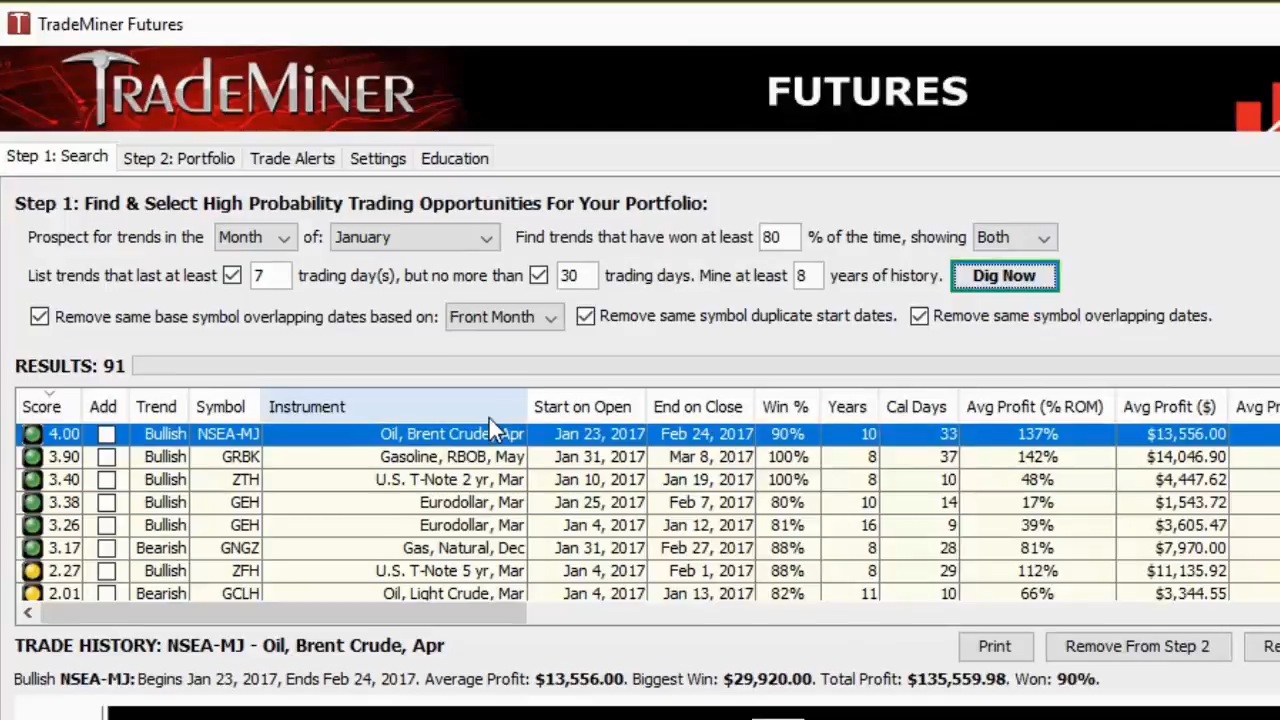 TradeMiner Futures
TRADEMINER
FUTURES
Step 1: Search Step 2: Portfolio Trade Alerts Settings Education
Step 1: Find & Select High Probability Trading Opportunities For Your Portfolio:
Prospect for trends in the Month of: January Find trends that have won at least 80 % of the time, showing Both
List trends that last at least 7 trading day(s), but no more than 30 trading days. Mine at least 8 years of history. Dig Now
Remove same base symbol overlapping dates based on: Front Month Remove same symbol duplicate start dates. Remove same symbol overlapping dates.
RESULTS: 91
Score Add Trend Symbol Instrument Start on Open End on Close Win % Years Cal Days Avg Profit (% ROM) Avg Profit ($) Avg Pr
4.00 Bullish NSEA-MJ Oil, Brent Crude, Apr Jan 23, 2017 Feb 24, 2017 90% 10 33 137% $13,556.00
3.90 Bullish GRBK Gasoline, RBOB, May Jan 31, 2017 Mar 8, 2017 100% 8 37 142% $14,046.90
3.40 Bullish ZTH U.S. T-Note 2 yr, Mar Jan 10, 2017 Jan 19, 2017 100% 8 10 48% $4,447.62
3.38 Bullish GEH Eurodollar, Mar Jan 25, 2017 Feb 7, 2017 80% 10 14 17% $1,543.72
3.26 Bullish GEH Eurodollar, Mar Jan 4, 2017 Jan 12, 2017 81% 16 9 39% $3,605.47
3.17 Bearish GNGZ Gas, Natural, Dec Jan 31, 2017 Feb 27, 2017 88% 8 28 81% $7,970.00
2.27 Bullish ZFH U.S. T-Note 5 yr, Mar Jan 4, 2017 Feb 1, 2017 88% 8 29 112% $11,135.92
2.01 Bearish GCLH Oil, Light Crude, Mar Jan 4, 2017 Jan 13, 2017 82% 11 10 66% $3,344.55
TRADE HISTORY: NSEA-MJ - Oil, Brent Crude, Apr Print Remove From Step 2 Re
Bullish NSEA-MJ: Begins Jan 23, 2017, Ends Feb 24, 2017. Average Profit: $13,556.00. Biggest Win: $29,920.00. Total Profit: $135,559.98. Won: 90%.